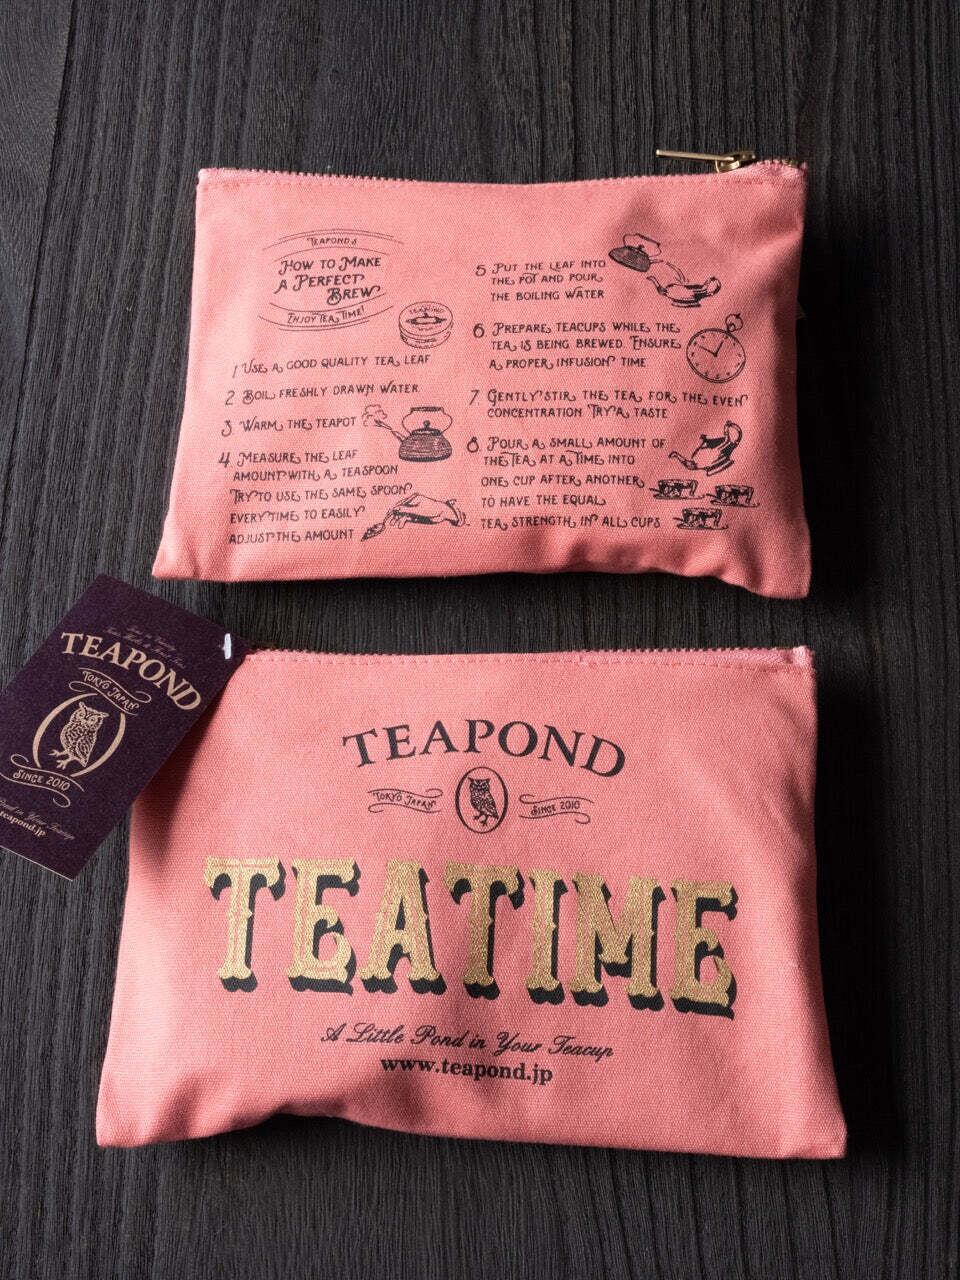 TEAPOND'S
HOW TO MAKE
A PERFECT
BREW
ENJOY TEA TIME!
TEAPOND
1 USE A GOOD QUALITY TEA LEAF
2 BOIL FRESHLY DRAWN WATER
3 WARM THE TEAPOT
4 MEASURE THE LEAF
AMOUNT WITH A TEASPOON
TRY TO USE THE SAME SPOON
EVERY TIME TO EASILY
ADJUST THE AMOUNT
5 PUT THE LEAF INTO
THE POT AND POUR
THE BOILING WATER
6 PREPARE TEACUPS WHILE THE
TEA IS BEING BREWED. ENSURE
A PROPER INFUSION TIME
7 GENTLY STIR THE TEA FOR THE EVEN
CONCENTRATION TRY A TASTE
8 POUR A SMALL AMOUNT OF
THE TEA AT A TIME INTO
ONE CUP AFTER ANOTHER
TO HAVE THE EQUAL
TEA STRENGTH IN ALL CUPS
TEAPOND
TOKYO JAPAN
SINCE 2010
in Your Teacup
teapond.jp
TEAPOND
TOKYO JAPAN
SINCE 2010
TEATIME
A Little Pond in Your Teacup
www.teapond.jp